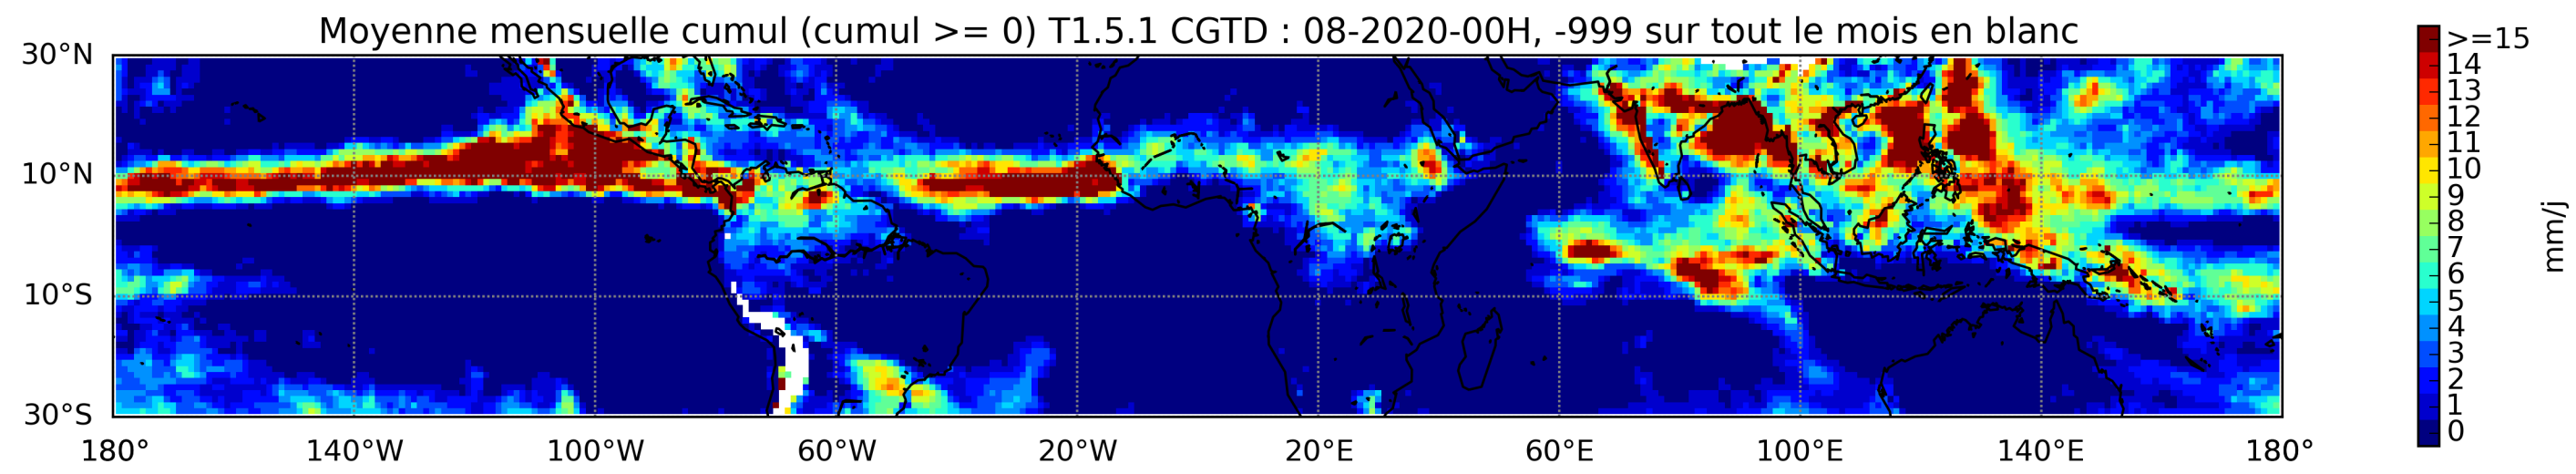 Moyenne mensuelle cumul (cumul >= 0) T1.5.1 CGTD : 08-2020-00H, -999 sur tout le mois en blanc
30°N
10°N
10°S
30°S
180° 140°W 100°W 60°W 20°W 20°E 60°E 100°E 140°E 180°
>=15
14
13
12
11
10
9
8
7
6
5
4
3
2
1
0
mm/j